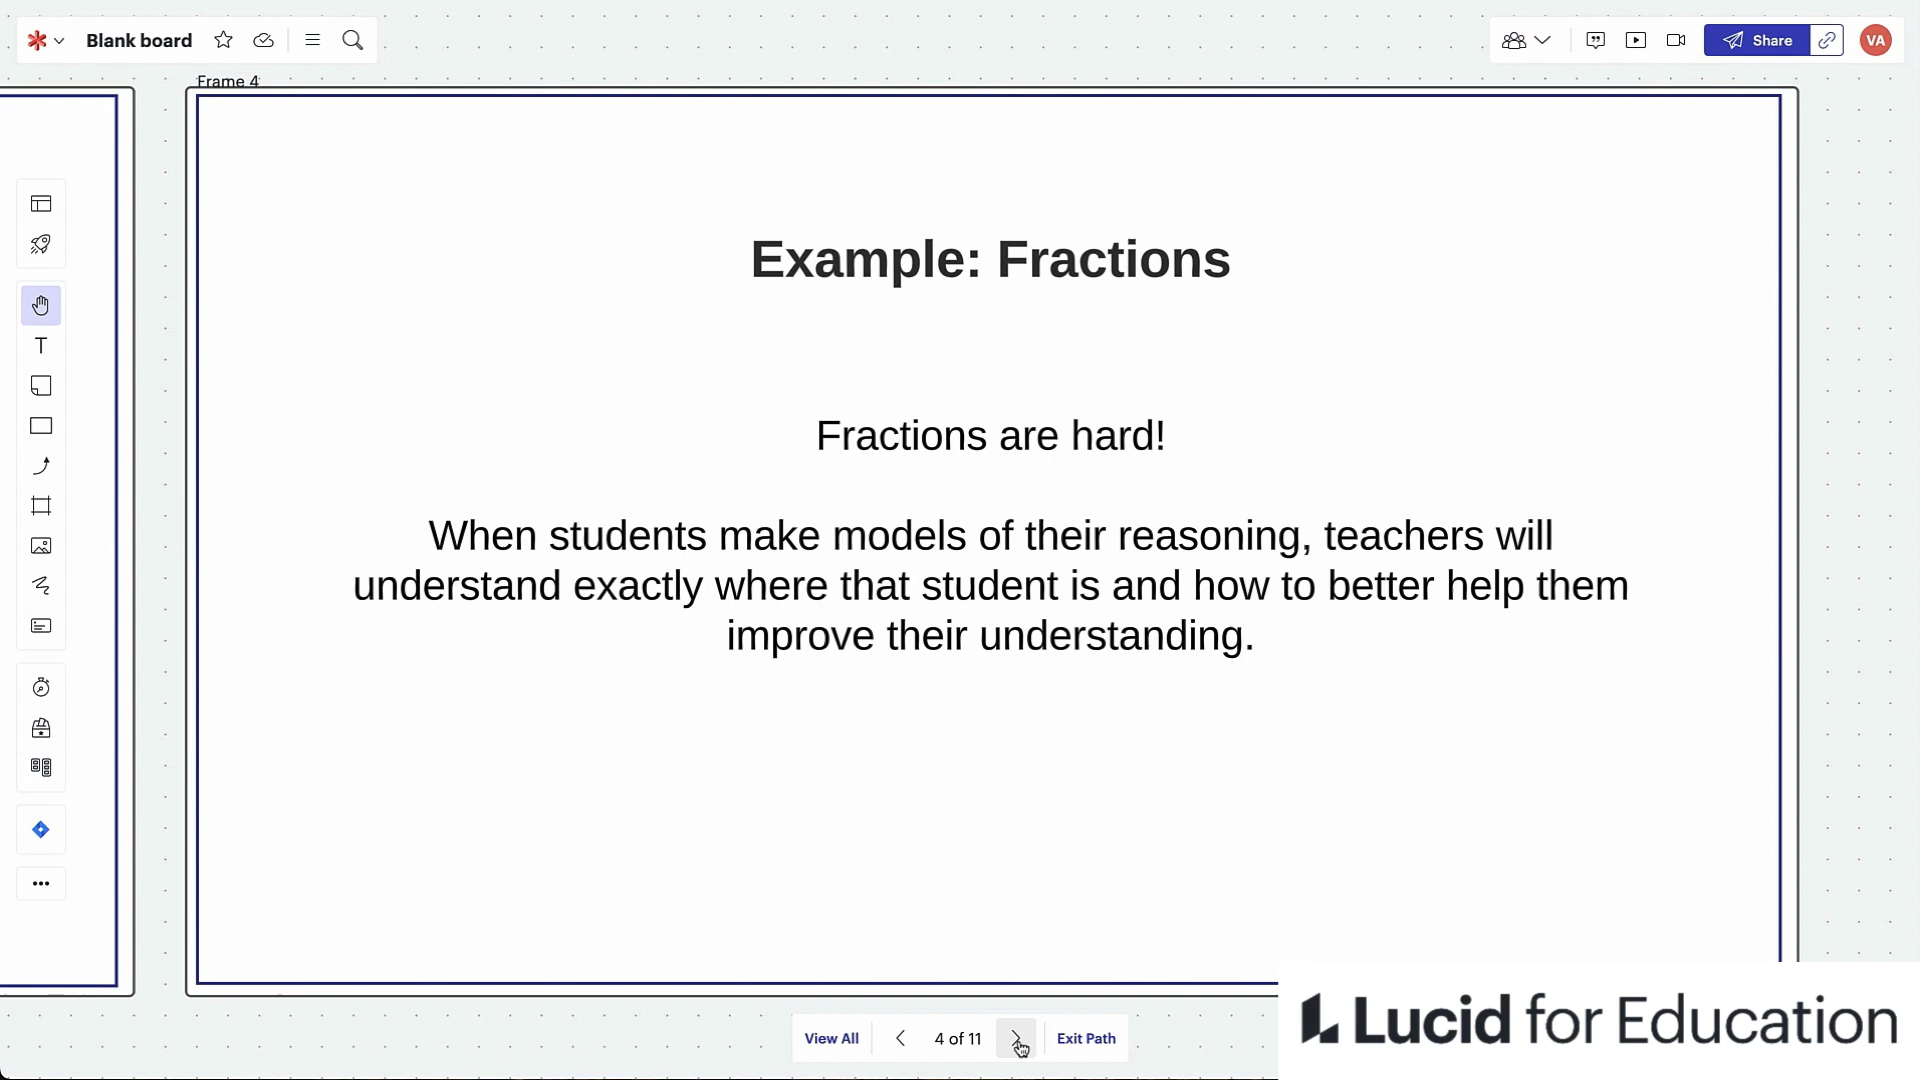 Blank board
Share
VA
Frame 4
Example: Fractions
Fractions are hard!
When students make models of their reasoning, teachers will
understand exactly where that student is and how to better help them
improve their understanding.
View All
4 of 11
Exit Path
Lucid for Education